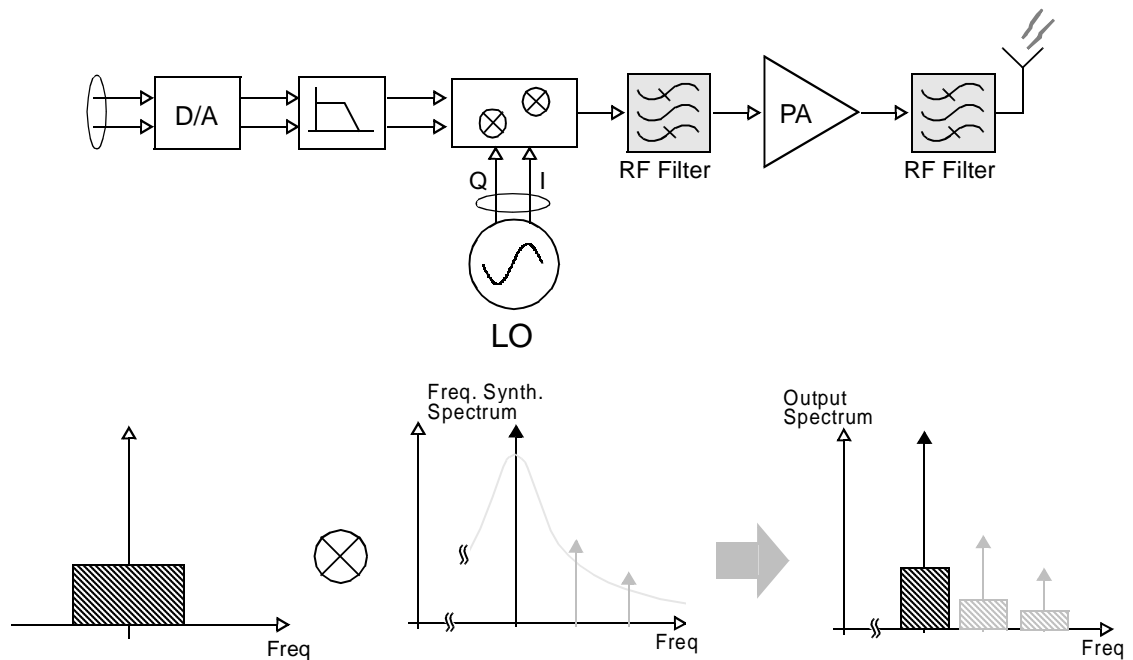 D/A
PA
RF Filter
RF Filter
Q
I
LO
Freq. Synth.
Spectrum
Output
Spectrum
Freq
Freq
Freq